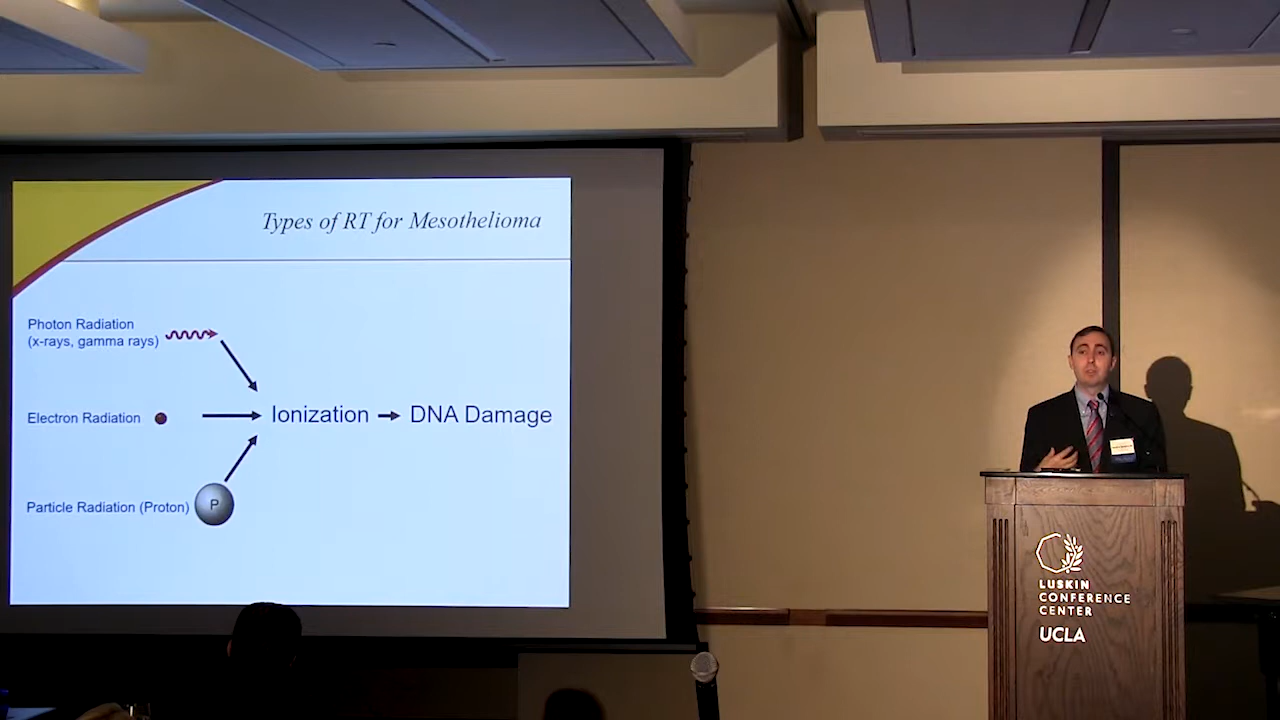 Types of RT for Mesothelioma
Photon Radiation
(x-rays, gamma rays)
Electron Radiation
Ionization
DNA Damage
Particle Radiation (Proton)
P
LUSKIN
CONFERENCE
CENTER
UCLA